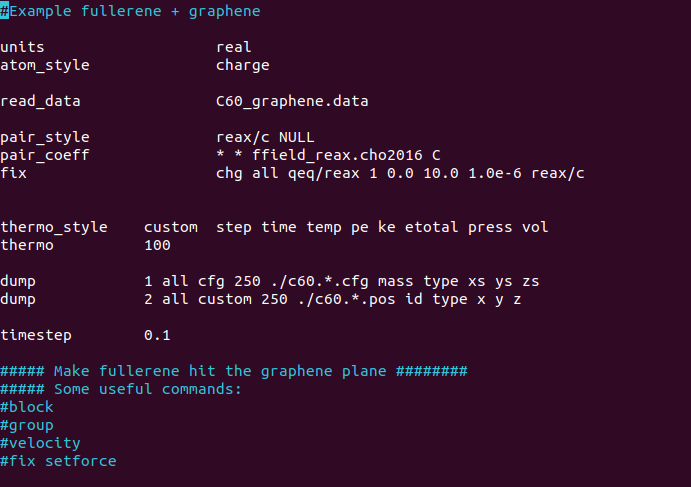 #Example fullerene + graphene
units real
atom_style charge
read_data C60_graphene.data
pair_style reax/c NULL
pair_coeff * * ffield_reax.cho2016 C
fix chg all qeq/reax 1 0.0 10.0 1.0e-6 reax/c
thermo_style custom step time temp pe ke etotal press vol
thermo 100
dump 1 all cfg 250 ./c60.*.cfg mass type xs ys zs
dump 2 all custom 250 ./c60.*.pos id type x y z
timestep 0.1
##### Make fullerene hit the graphene plane ########
##### Some useful commands:
#block
#group
#velocity
#fix setforce